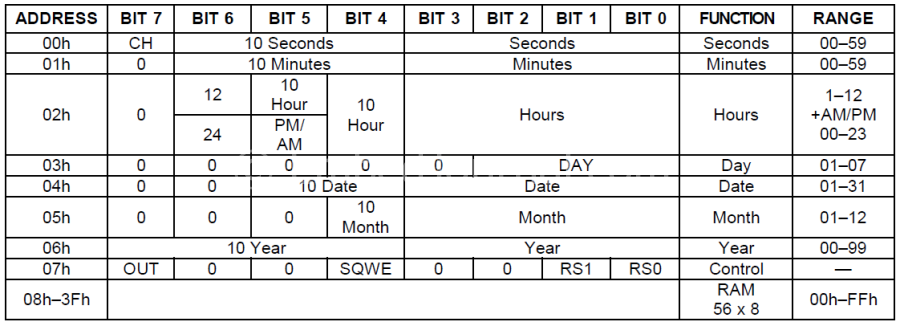 ADDRESS BIT 7 BIT 6 BIT 5 BIT 4 BIT 3 BIT 2 BIT 1 BIT 0 FUNCTION RANGE
00h CH 10 Seconds Seconds Seconds 00–59
01h 0 10 Minutes Minutes Minutes 00–59
02h 0 12 10 Hour 10 Hour Hours Hours 1–12 +AM/PM 00–23
24 PM/AM
03h 0 0 0 0 0 DAY Day 01–07
04h 0 0 10 Date Date Date 01–31
05h 0 0 0 10 Month Month Month 01–12
06h 10 Year Year Year 00–99
07h OUT 0 0 SQWE 0 0 RS1 RS0 Control —
08h–3Fh RAM 56 x 8 00h–FFh